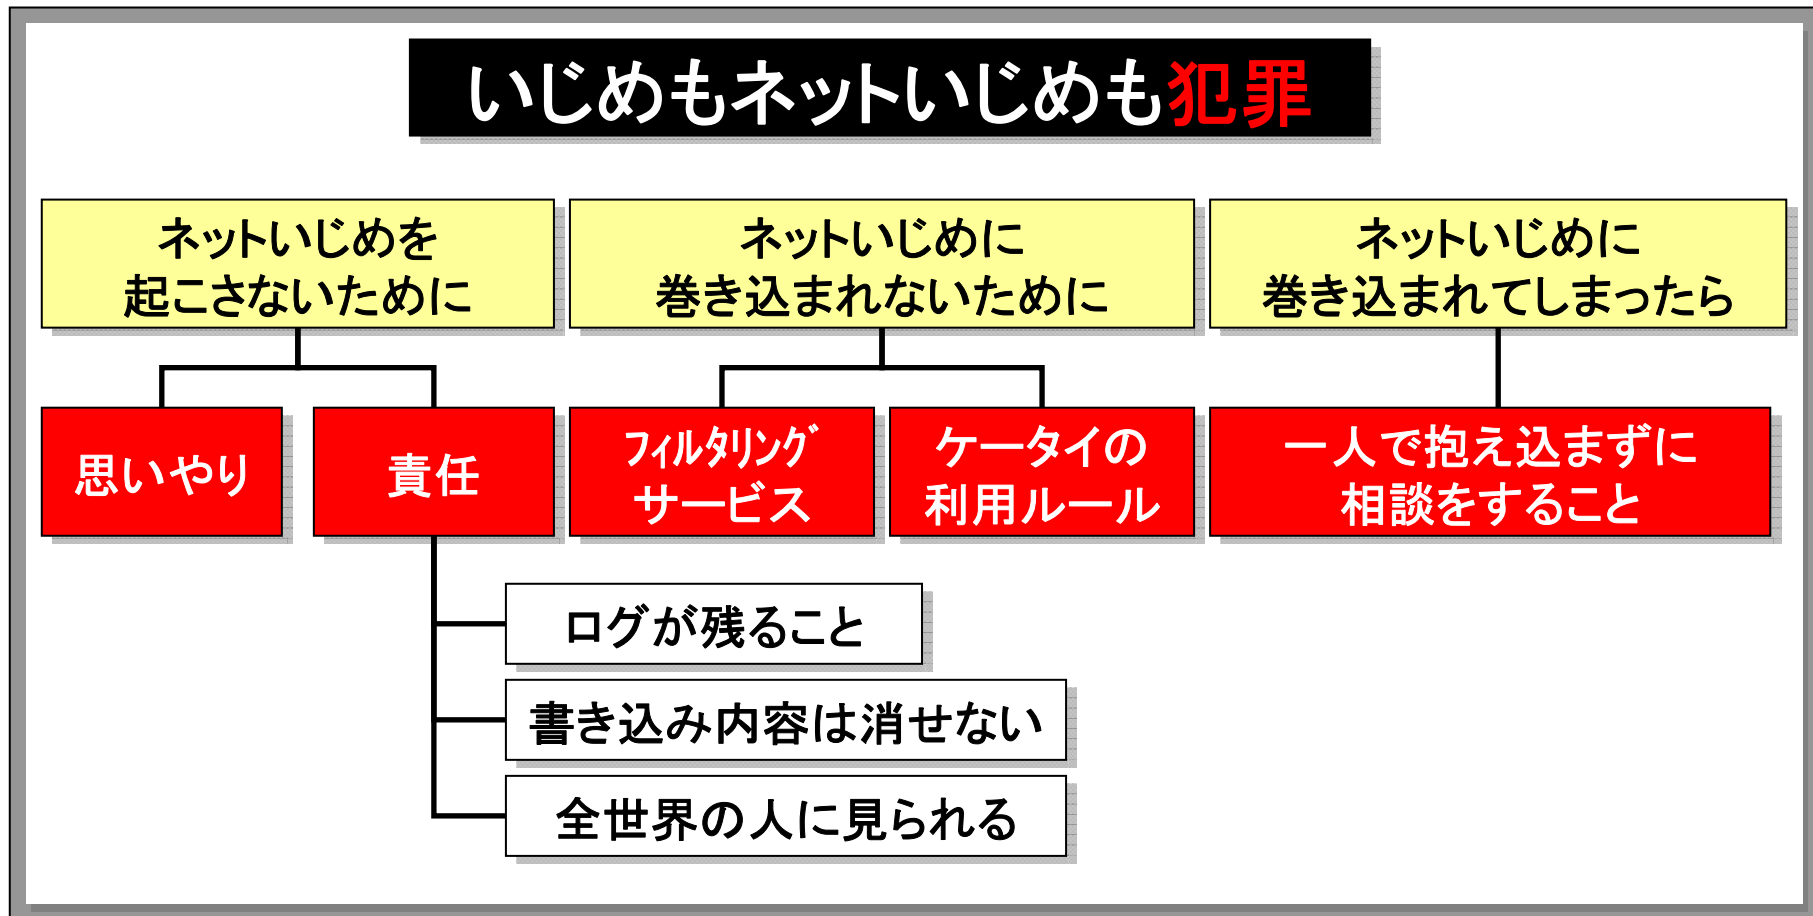 いじめもネットいじめも犯罪
ネットいじめを
起こさないために
ネットいじめに
巻き込まれないために
ネットいじめに
巻き込まれてしまったら
思いやり
責任
フィルタリング
サービス
ケータイの
利用ルール
一人で抱え込まずに
相談をすること
ログが残ること
書き込み内容は消せない
全世界の人に見られる